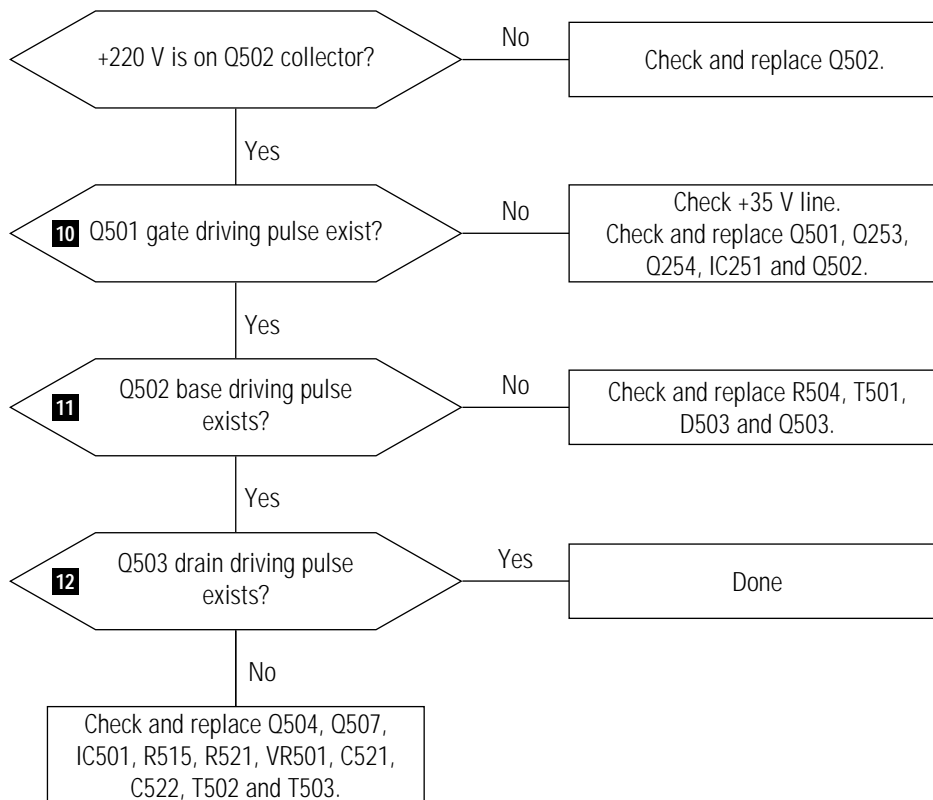 +220 V is on Q502 collector?
No
Check and replace Q502.
Yes
10 Q501 gate driving pulse exist?
No
Check +35 V line.
Check and replace Q501, Q253,
Q254, IC251 and Q502.
Yes
11
Q502 base driving pulse
exists?
No
Check and replace R504, T501,
D503 and Q503.
Yes
12
Q503 drain driving pulse
exists?
Yes
Done
No
Check and replace Q504, Q507,
IC501, R515, R521, VR501, C521,
C522, T502 and T503.